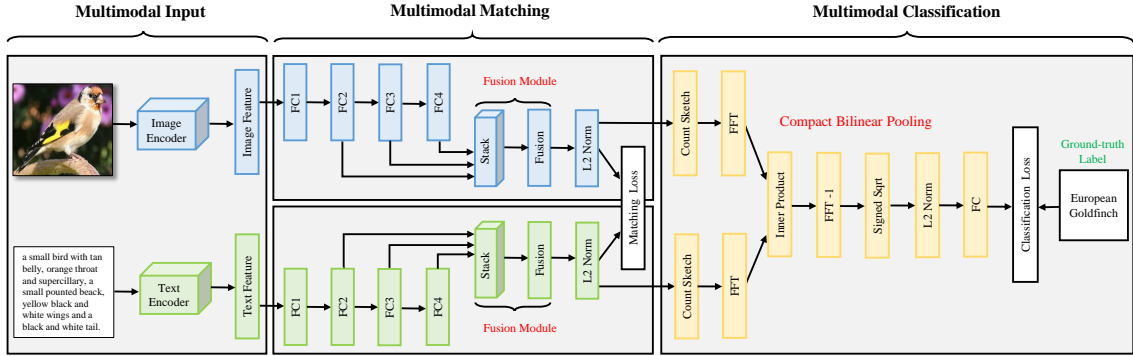 Multimodal Input
Multimodal Matching
Multimodal Classification
Image
Encoder
Image Feature
FC1
FC2
FC3
FC4
Fusion Module
Stack
Fusion
L2 Norm
Matching Loss
Count Sketch
FFT
Compact Bilinear Pooling
Inner Product
FFT -1
Signed Sqrt
L2 Norm
FC
Classification Loss
Ground-truth
Label
European
Goldfinch
a small bird with tan
belly, orange throat
and supercillary, a
small pounted beack,
yellow black and
white wings and a
black and white tail.
Text
Encoder
Text Feature
FC1
FC2
FC3
FC4
Stack
Fusion
Fusion Module
L2 Norm
Count Sketch
FFT